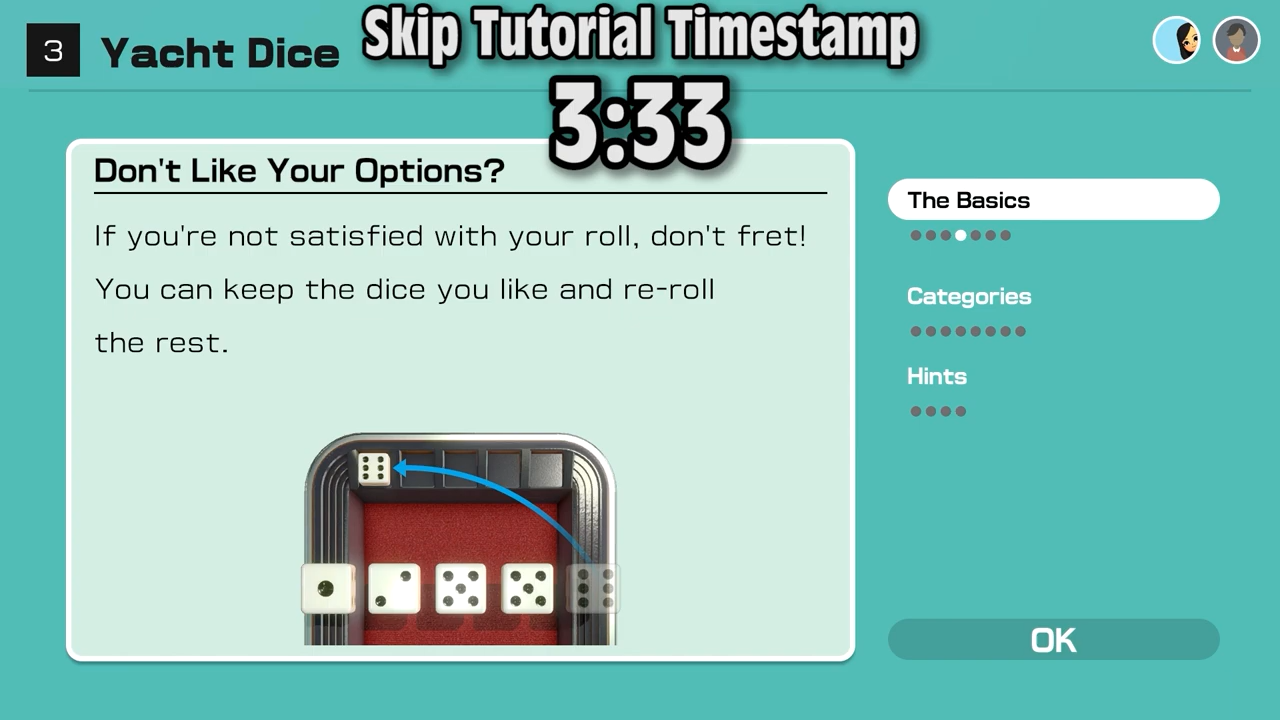 Skip Tutorial Timestamp
3:33
3 Yacht Dice
Don't Like Your Options?
If you're not satisfied with your roll, don't fret!
You can keep the dice you like and re-roll
the rest.
The Basics
Categories
Hints
OK